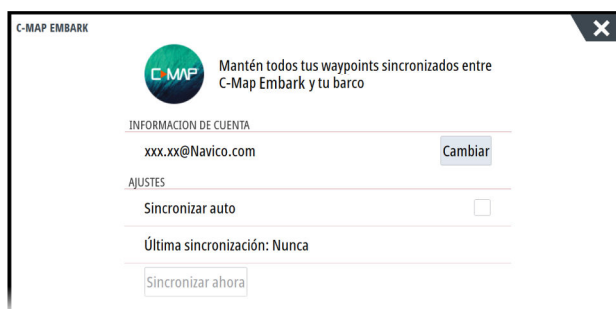 C-MAP EMBARK
C-MAP
Mantén todos tus waypoints sincronizados entre
C-Map Embark y tu barco
INFORMACION DE CUENTA
xxx.xx@Navico.com
Cambiar
AJUSTES
Sincronizar auto
Última sincronización: Nunca
Sincronizar ahora